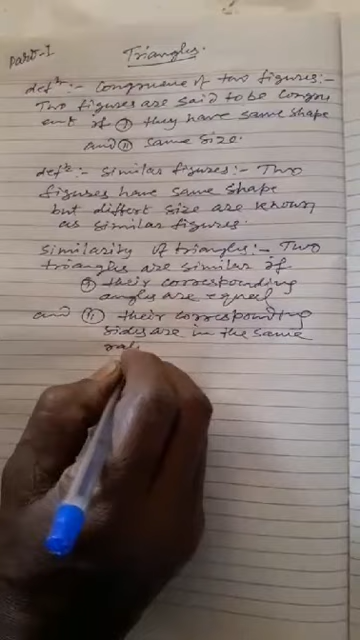 Part-I
Triangles.
defⁿ:- Congruence of two figures:-
Two figures are said to be congru
ent if (i) they have same shape
and (ii) same size.
defⁿ:- Similar figures:- Two
figures have same shape
but differt size are known
as similar figures.
Similarity of triangles:- Two
triangles are similar if
(i) their corresponding
angles are equal
and (ii) their corresponding
sides are in the same
rat